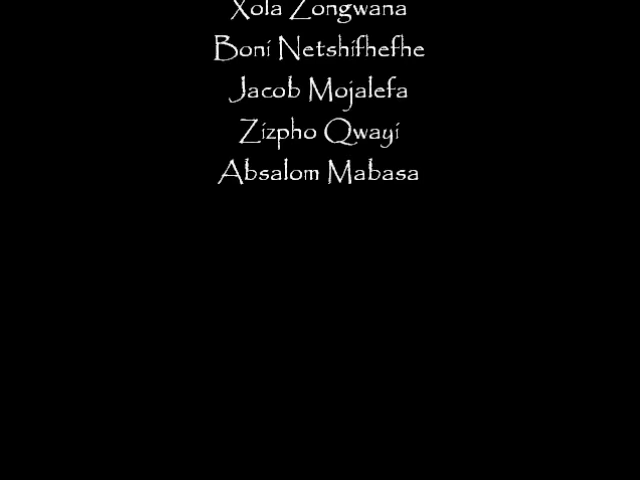 Xola Zongwana
Boni Netshifhefhe
Jacob Mojalefa
Zizpho Qwayi
Absalom Mabasa